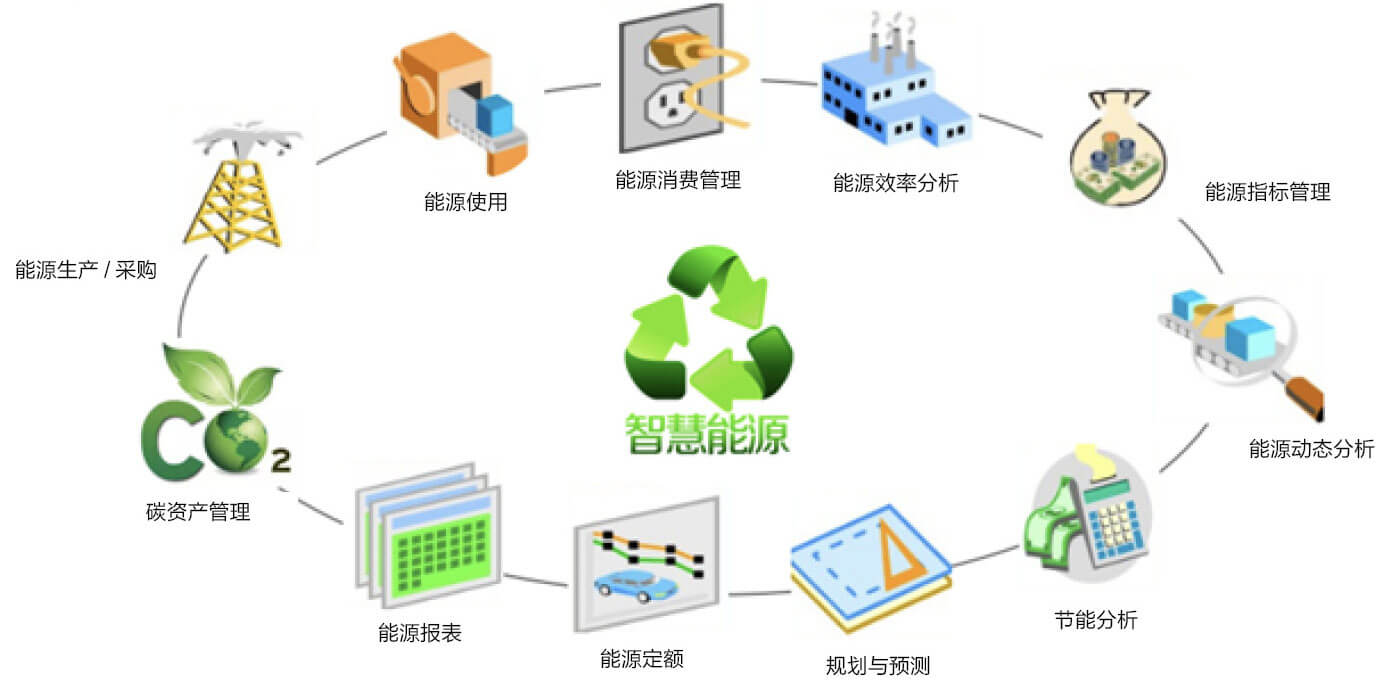 能源使用
能源消费管理
能源效率分析
能源指标管理
能源生产 / 采购
智慧能源
能源动态分析
CO2
碳资产管理
能源报表
能源定额
规划与预测
节能分析